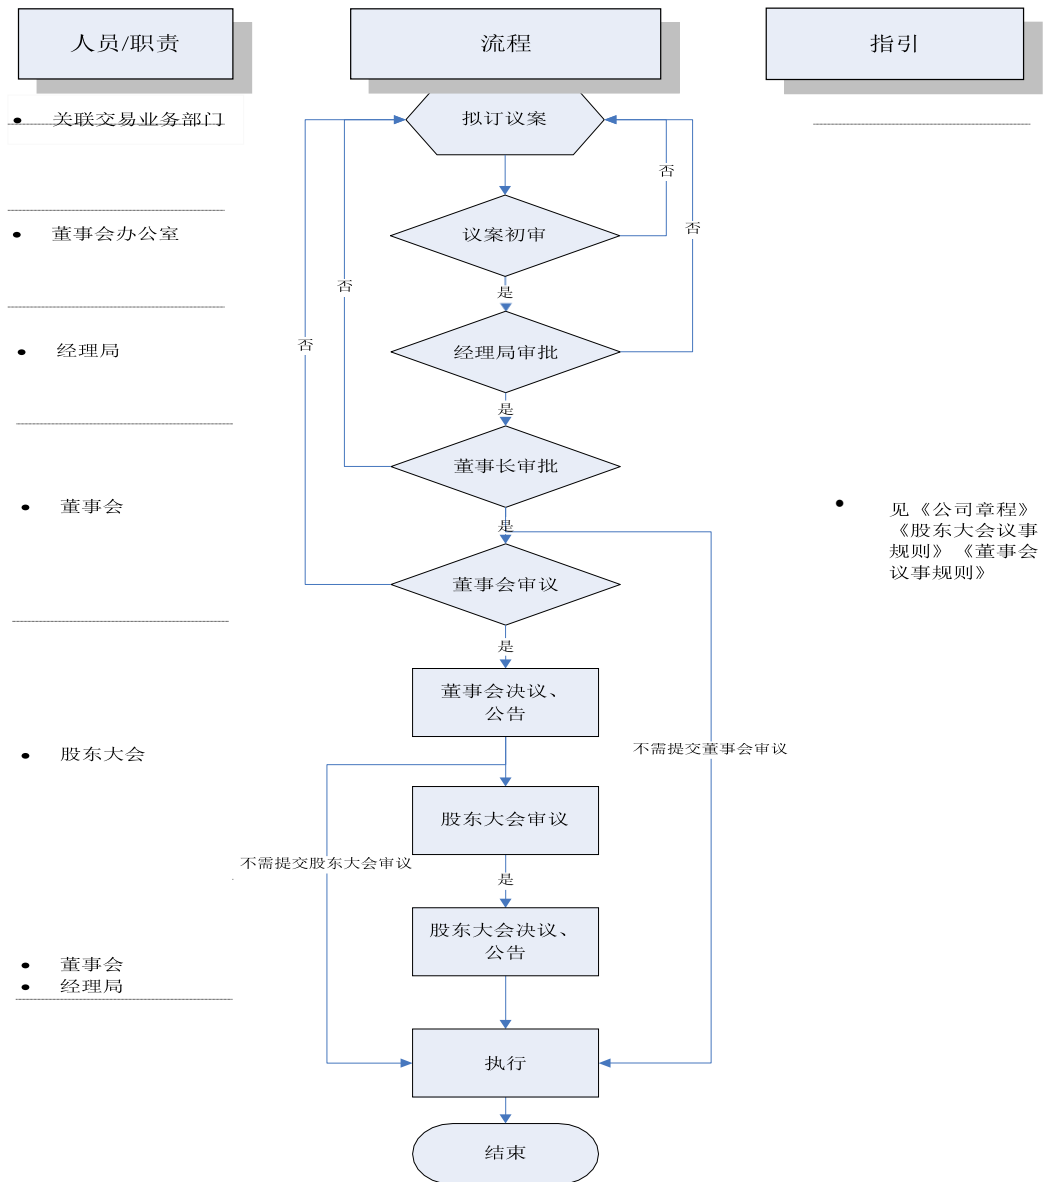 人员/职责
流程
指引
• 关联交易业务部门
拟订议案
否
议案初审
否
• 董事会办公室
是
否
否
经理局审批
• 经理局
是
董事长审批
• 董事会
• 见《公司章程》
《股东大会议事
规则》《董事会
议事规则》
是
董事会审议
是
董事会决议、
公告
不需提交董事会审议
• 股东大会
股东大会审议
不需提交股东大会审议
是
股东大会决议、
公告
• 董事会
• 经理局
执行
结束